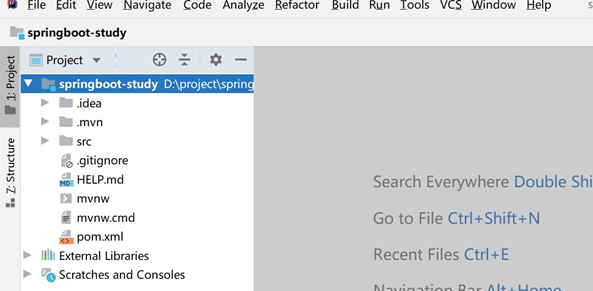 File Edit View Navigate Code Analyze Refactor Build Run Tools VCS Window Help
springboot-study
1: Project
Project
springboot-study D:\project\spring
.idea
.mvn
src
.gitignore
HELP.md
mvnw
mvnw.cmd
pom.xml
External Libraries
Scratches and Consoles
Z: Structure
Search Everywhere Double Shi
Go to File Ctrl+Shift+N
Recent Files Ctrl+E
Navigation Bar Alt+Home